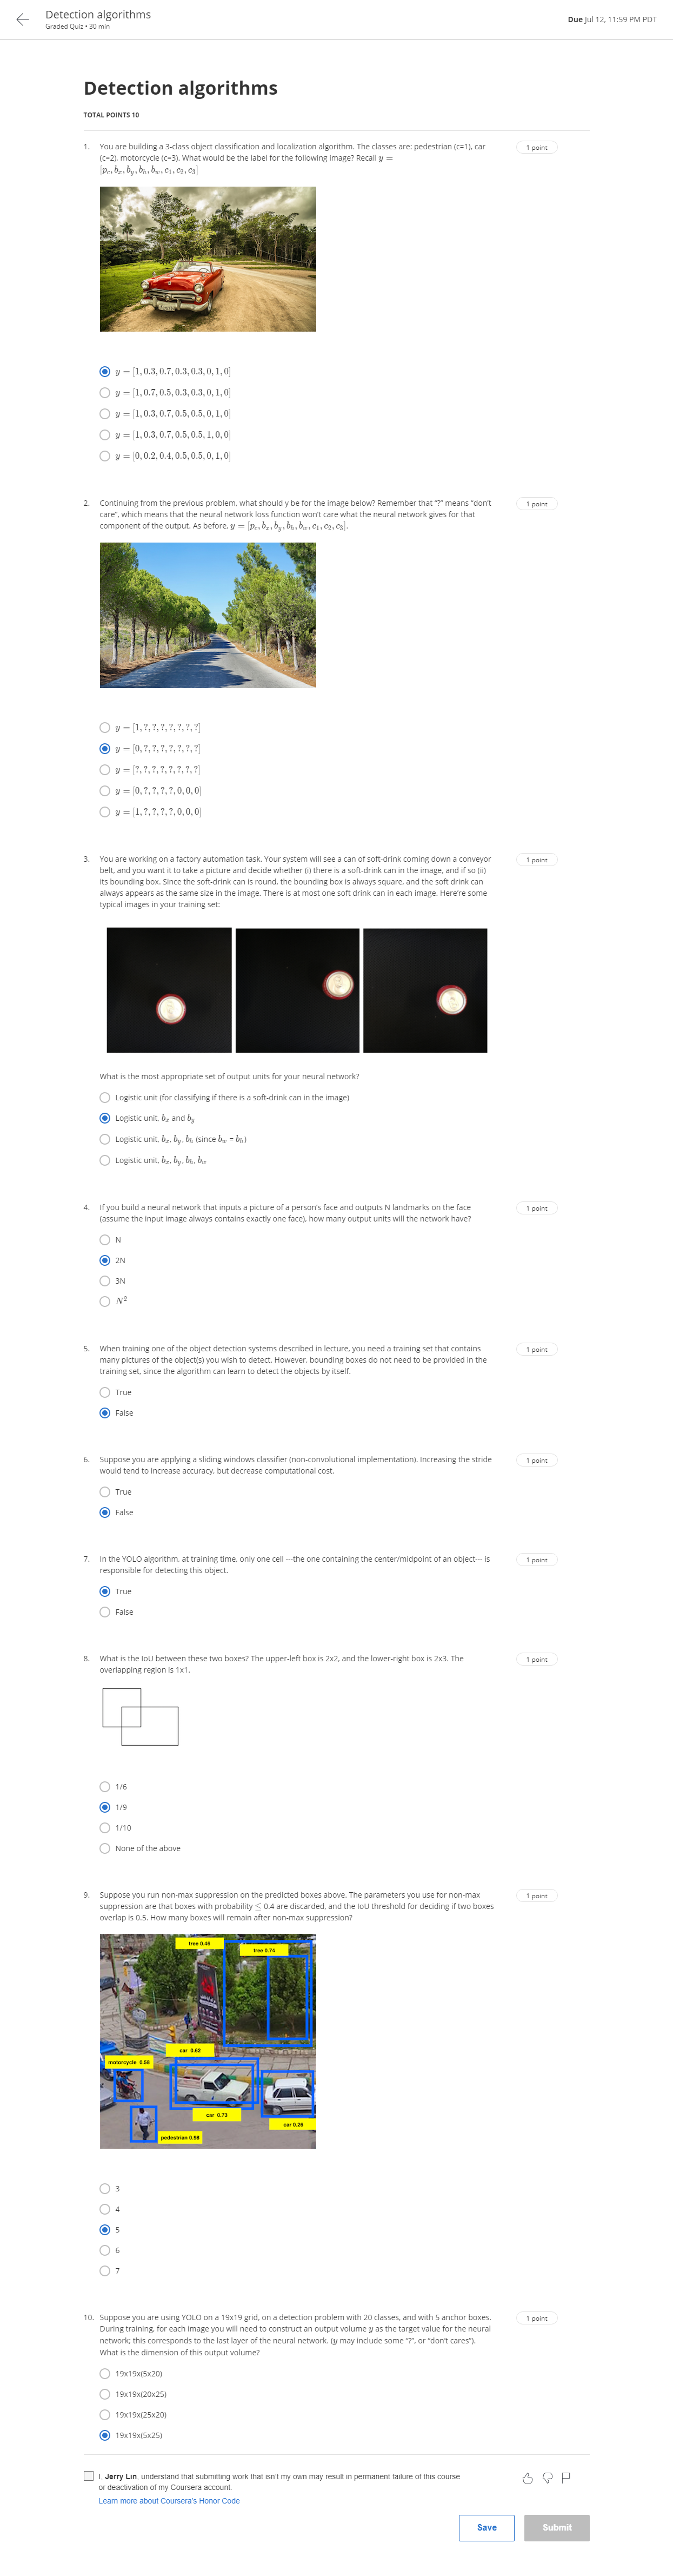 Detection algorithms
Graded Quiz • 30 min
Due Jul 12, 11:59 PM PDT
Detection algorithms
TOTAL POINTS 10
1. You are building a 3-class object classification and localization algorithm. The classes are: pedestrian (c=1), car
(c=2), motorcycle (c=3). What would be the label for the following image? Recall y =
[p_c, b_x, b_y, b_h, b_w, c_1, c_2, c_3]
1 point
y = [1, 0.3, 0.7, 0.3, 0.3, 0, 1, 0]
y = [1, 0.7, 0.5, 0.3, 0.3, 0, 1, 0]
y = [1, 0.3, 0.7, 0.5, 0.5, 0, 1, 0]
y = [1, 0.3, 0.7, 0.5, 0.5, 1, 0, 0]
y = [0, 0.2, 0.4, 0.5, 0.5, 0, 1, 0]
2. Continuing from the previous problem, what should y be for the image below? Remember that “?” means “don’t
care”, which means that the neural network loss function won’t care what the neural network gives for that
component of the output. As before, y = [p_c, b_x, b_y, b_h, b_w, c_1, c_2, c_3].
1 point
y = [1, ?, ?, ?, ?, ?, ?, ?]
y = [0, ?, ?, ?, ?, ?, ?, ?]
y = [?, ?, ?, ?, ?, ?, ?, ?]
y = [0, ?, ?, ?, ?, 0, 0, 0]
y = [1, ?, ?, ?, ?, 0, 0, 0]
3. You are working on a factory automation task. Your system will see a can of soft-drink coming down a conveyor
belt, and you want it to take a picture and decide whether (i) there is a soft-drink can in the image, and if so (ii)
its bounding box. Since the soft-drink can is round, the bounding box is always square, and the soft drink can
always appears as the same size in the image. There is at most one soft drink can in each image. Here’re some
typical images in your training set:
1 point
What is the most appropriate set of output units for your neural network?
Logistic unit (for classifying if there is a soft-drink can in the image)
Logistic unit, b_x and b_y
Logistic unit, b_x, b_y, b_h (since b_w = b_h)
Logistic unit, b_x, b_y, b_h, b_w
4. If you build a neural network that inputs a picture of a person’s face and outputs N landmarks on the face
(assume the input image always contains exactly one face), how many output units will the network have?
1 point
N
2N
3N
N²
5. When training one of the object detection systems described in lecture, you need a training set that contains
many pictures of the object(s) you wish to detect. However, bounding boxes do not need to be provided in the
training set, since the algorithm can learn to detect the objects by itself.
1 point
True
False
6. Suppose you are applying a sliding windows classifier (non-convolutional implementation). Increasing the stride
would tend to increase accuracy, but decrease computational cost.
1 point
True
False
7. In the YOLO algorithm, at training time, only one cell ---the one containing the center/midpoint of an object--- is
responsible for detecting this object.
1 point
True
False
8. What is the IoU between these two boxes? The upper-left box is 2x2, and the lower-right box is 2x3. The
overlapping region is 1x1.
1 point
1/6
1/9
1/10
None of the above
9. Suppose you run non-max suppression on the predicted boxes above. The parameters you use for non-max
suppression are that boxes with probability ≤ 0.4 are discarded, and the IoU threshold for deciding if two boxes
overlap is 0.5. How many boxes will remain after non-max suppression?
1 point
tree 0.46
tree 0.74
car 0.62
motorcycle 0.58
car 0.73
car 0.26
pedestrian 0.98
3
4
5
6
7
10. Suppose you are using YOLO on a 19x19 grid, on a detection problem with 20 classes, and with 5 anchor boxes.
During training, for each image you will need to construct an output volume y as the target value for the neural
network; this corresponds to the last layer of the neural network. (y may include some “?”, or “don’t cares”).
What is the dimension of this output volume?
1 point
19x19x(5x20)
19x19x(20x25)
19x19x(25x20)
19x19x(5x25)
I, Jerry Lin, understand that submitting work that isn’t my own may result in permanent failure of this course
or deactivation of my Coursera account.
Learn more about Coursera’s Honor Code
Save
Submit